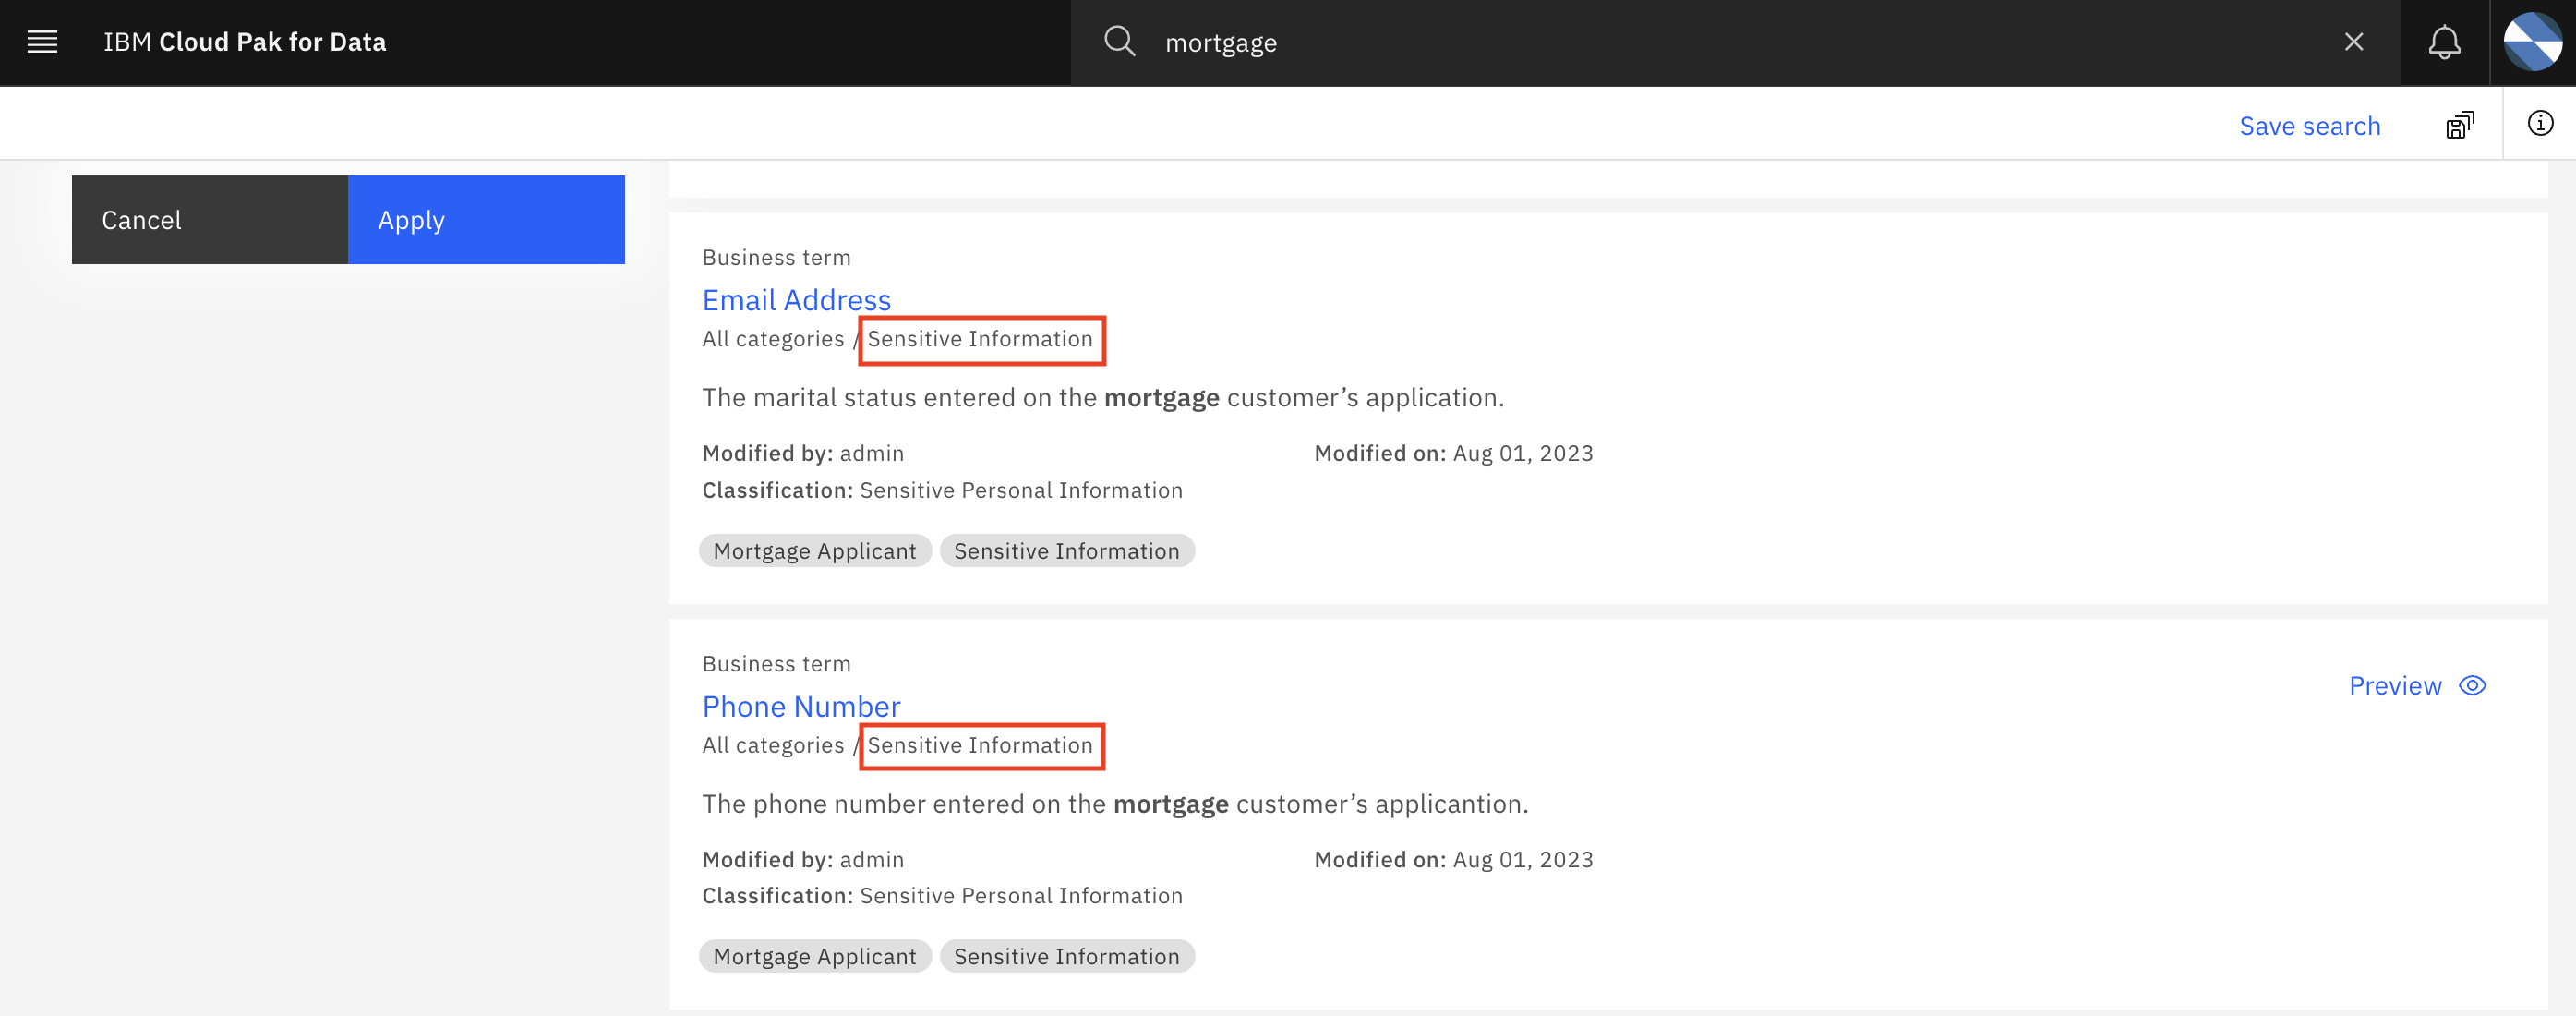 IBM Cloud Pak for Data
mortgage
Save search
Cancel
Apply
Business term
Email Address
All categories / Sensitive Information
The marital status entered on the mortgage customer’s application.
Modified by: admin
Modified on: Aug 01, 2023
Classification: Sensitive Personal Information
Mortgage Applicant
Sensitive Information
Business term
Phone Number
Preview
All categories / Sensitive Information
The phone number entered on the mortgage customer’s applicantion.
Modified by: admin
Modified on: Aug 01, 2023
Classification: Sensitive Personal Information
Mortgage Applicant
Sensitive Information